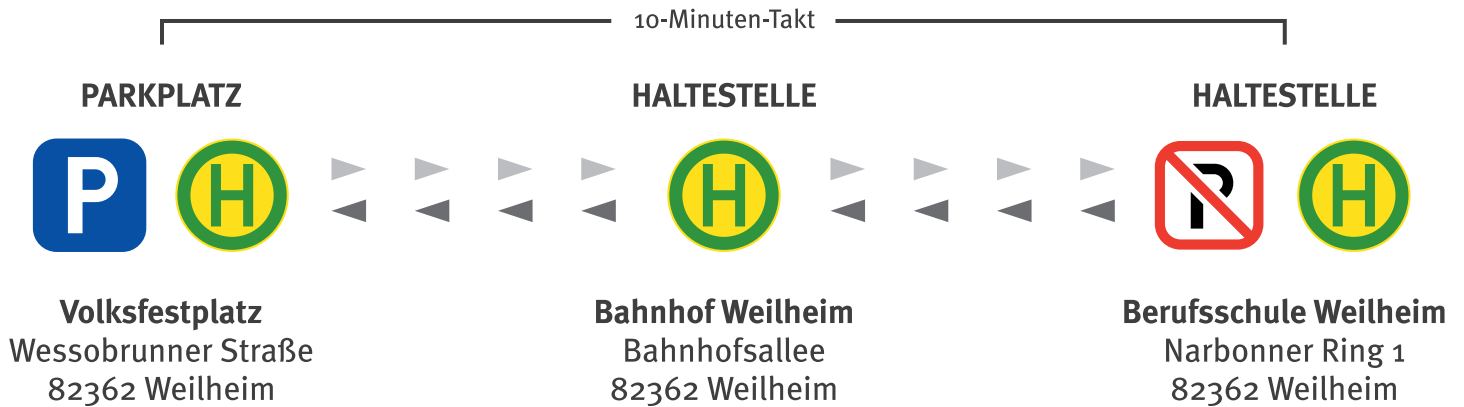 10-Minuten-Takt
PARKPLATZ
HALTESTELLE
HALTESTELLE
P
H
H
P
H
Volksfestplatz
Wessobrunner Straße
82362 Weilheim
Bahnhof Weilheim
Bahnhofsallee
82362 Weilheim
Berufsschule Weilheim
Narbonner Ring 1
82362 Weilheim